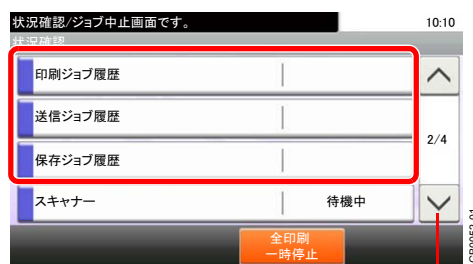 状況確認/ジョブ中止画面です。
10:10
状況確認
印刷ジョブ履歴
送信ジョブ履歴
2/4
保存ジョブ履歴
スキャナー
待機中
全印刷
一時停止